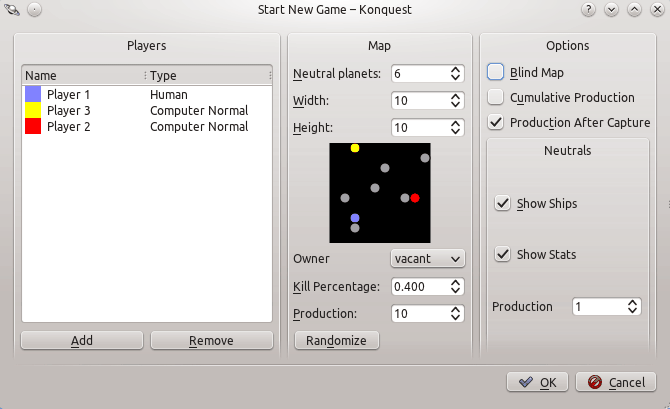 Start New Game – Konquest
Players
Name Type
Player 1 Human
Player 3 Computer Normal
Player 2 Computer Normal
Add Remove
Map
Neutral planets: 6
Width: 10
Height: 10
Owner vacant
Kill Percentage: 0.400
Production: 10
Randomize
Options
Blind Map
Cumulative Production
Production After Capture
Neutrals
Show Ships
Show Stats
Production 1
OK Cancel